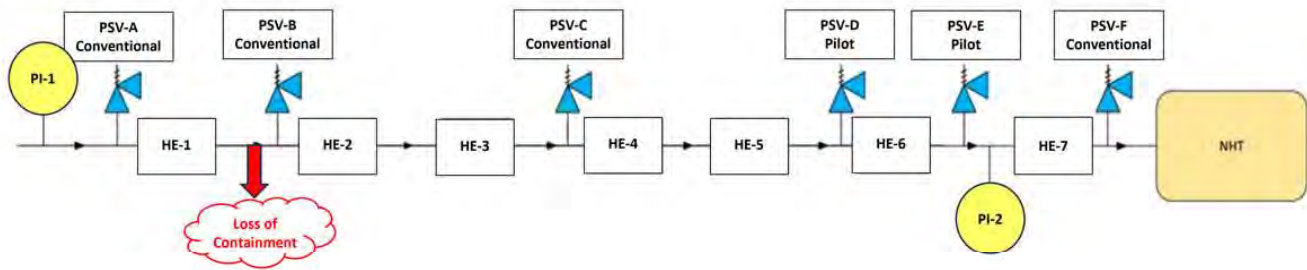 PSV-A
Conventional
PSV-B
Conventional
PSV-C
Conventional
PSV-D
Pilot
PSV-E
Pilot
PSV-F
Conventional
PI-1
HE-1
HE-2
HE-3
HE-4
HE-5
HE-6
HE-7
NHT
PI-2
Loss of
Containment